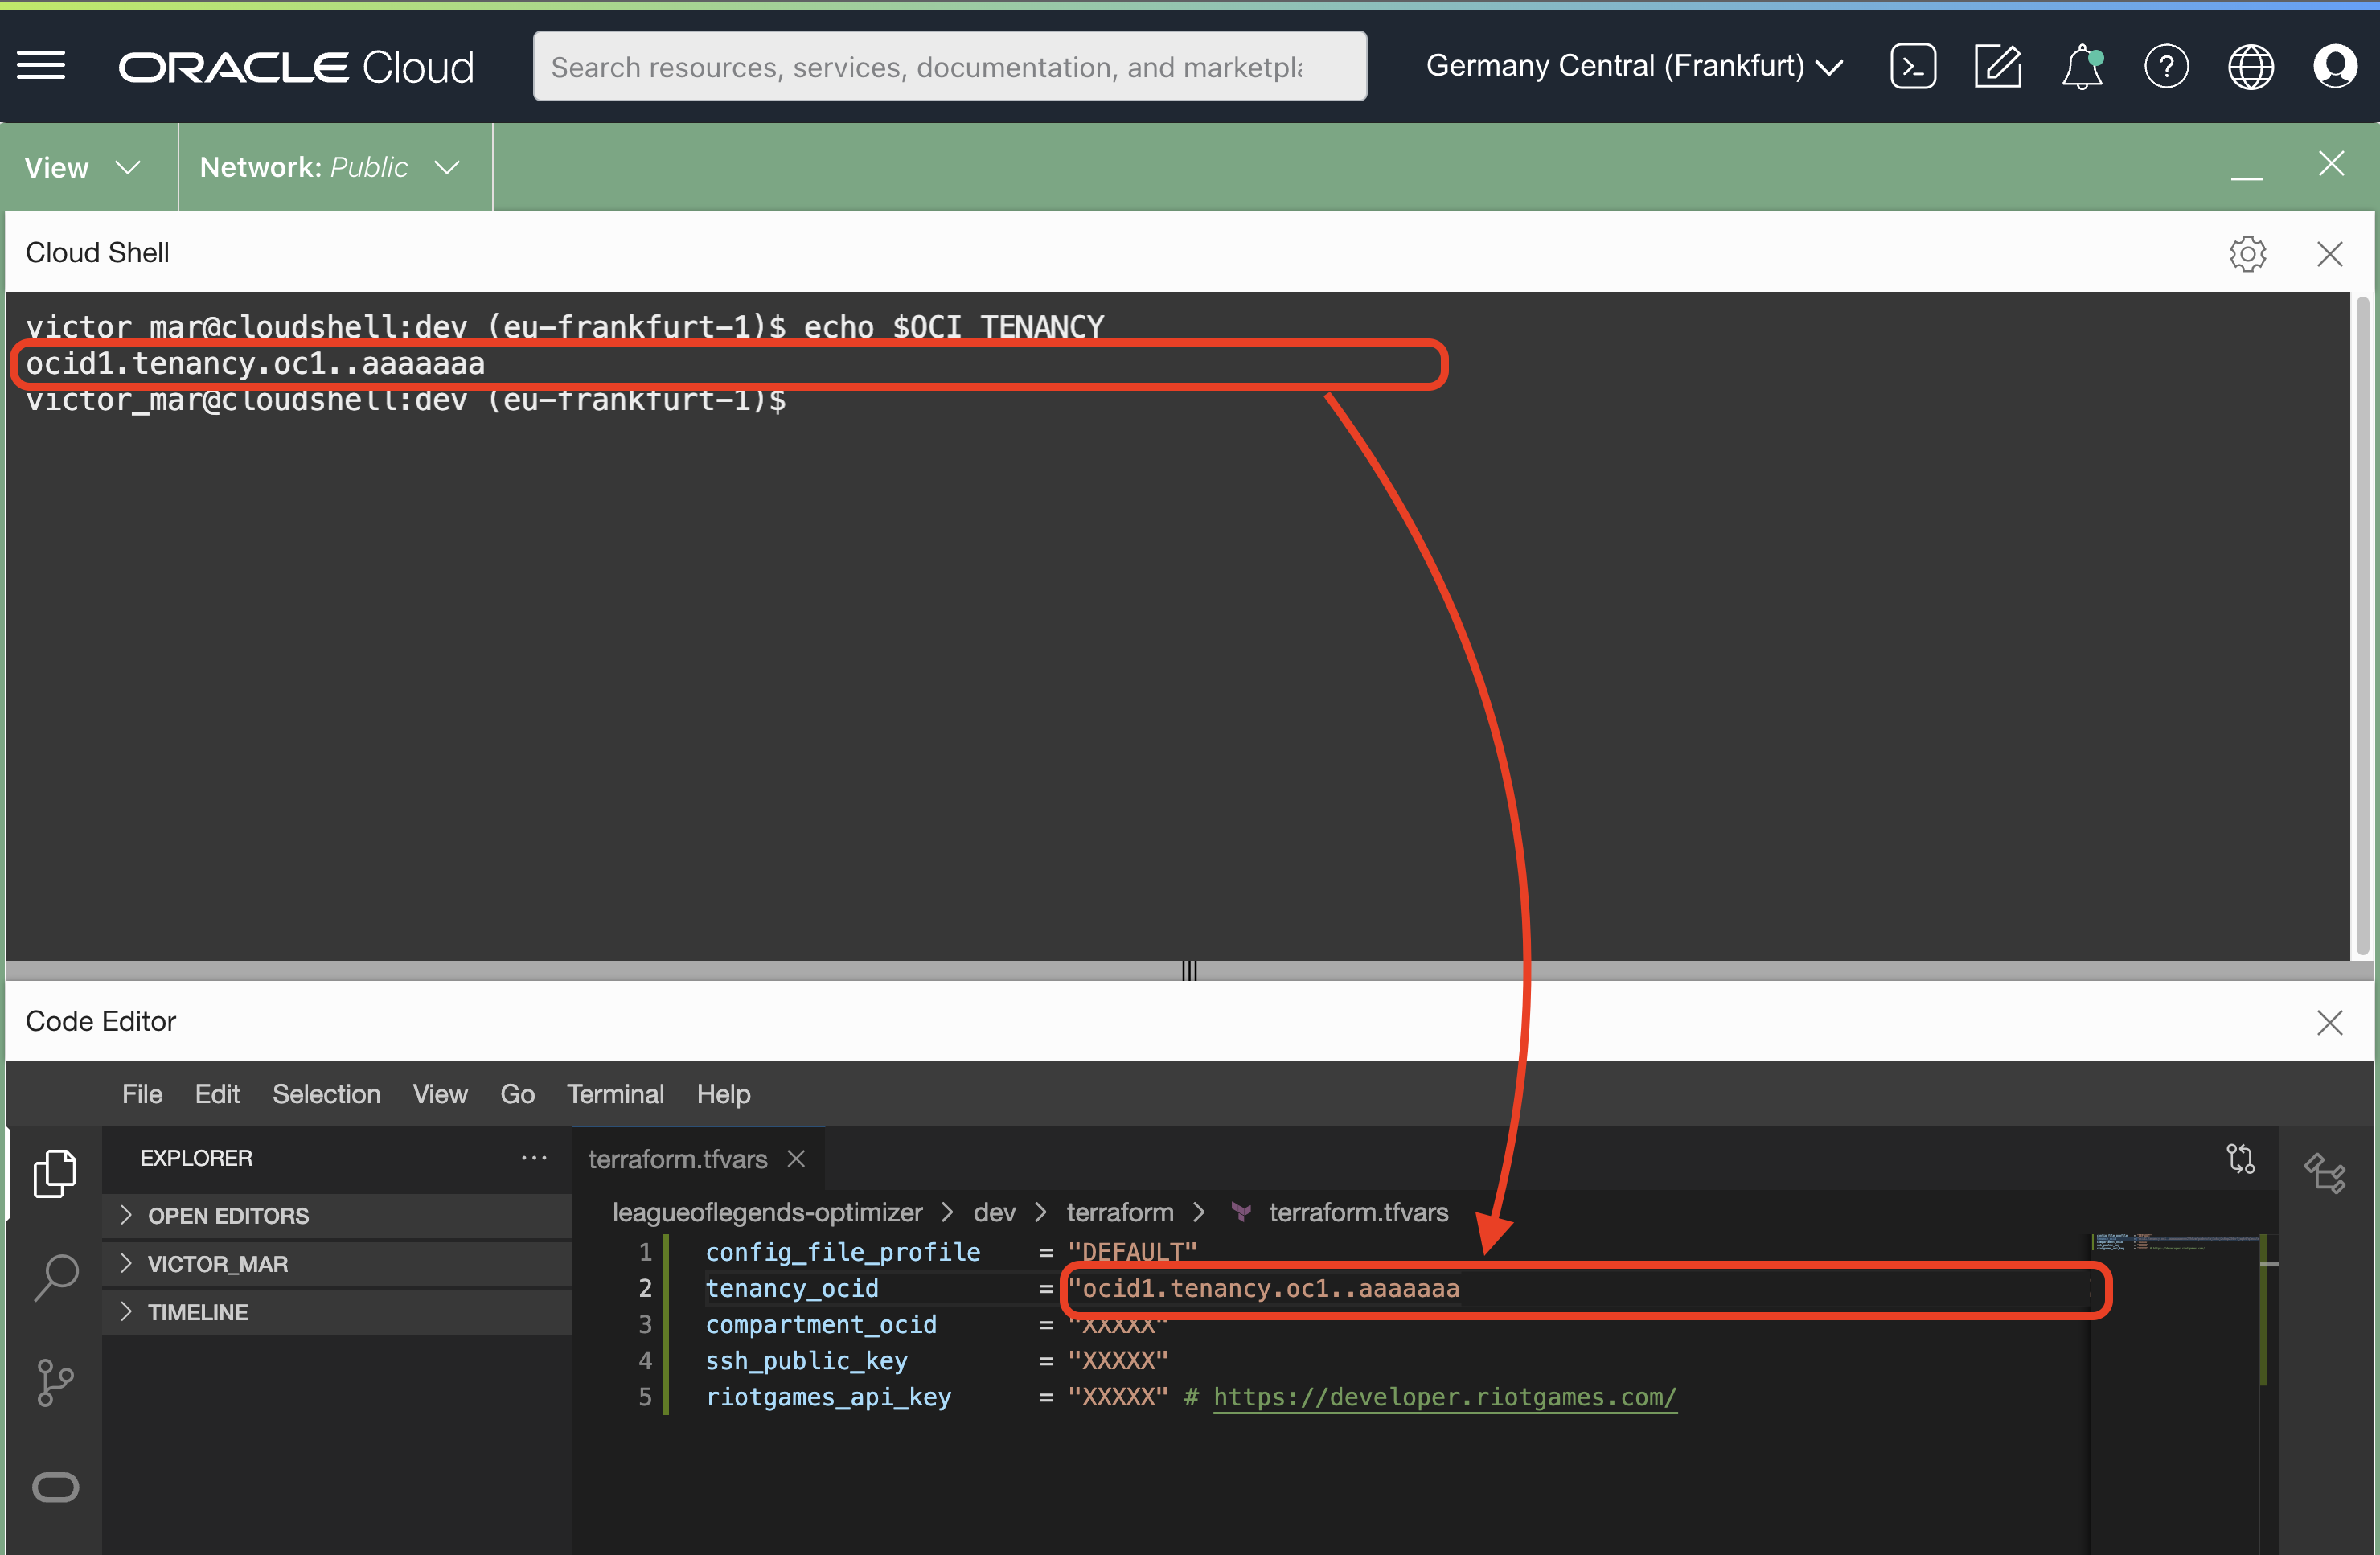 ORACLE Cloud
Search resources, services, documentation, and marketpla
Germany Central (Frankfurt)
View
Network: Public
Cloud Shell
victor_mar@cloudshell:dev (eu-frankfurt-1)$ echo $OCI_TENANCY
ocid1.tenancy.oc1..aaaaaaa
victor_mar@cloudshell:dev (eu-frankfurt-1)$
Code Editor
File Edit Selection View Go Terminal Help
EXPLORER
OPEN EDITORS
VICTOR_MAR
TIMELINE
terraform.tfvars
leagueoflegends-optimizer > dev > terraform > terraform.tfvars
1 config_file_profile = "DEFAULT"
2 tenancy_ocid = "ocid1.tenancy.oc1..aaaaaaa
3 compartment_ocid = "XXXXX"
4 ssh_public_key = "XXXXX"
5 riotgames_api_key = "XXXXX" # https://developer.riotgames.com/